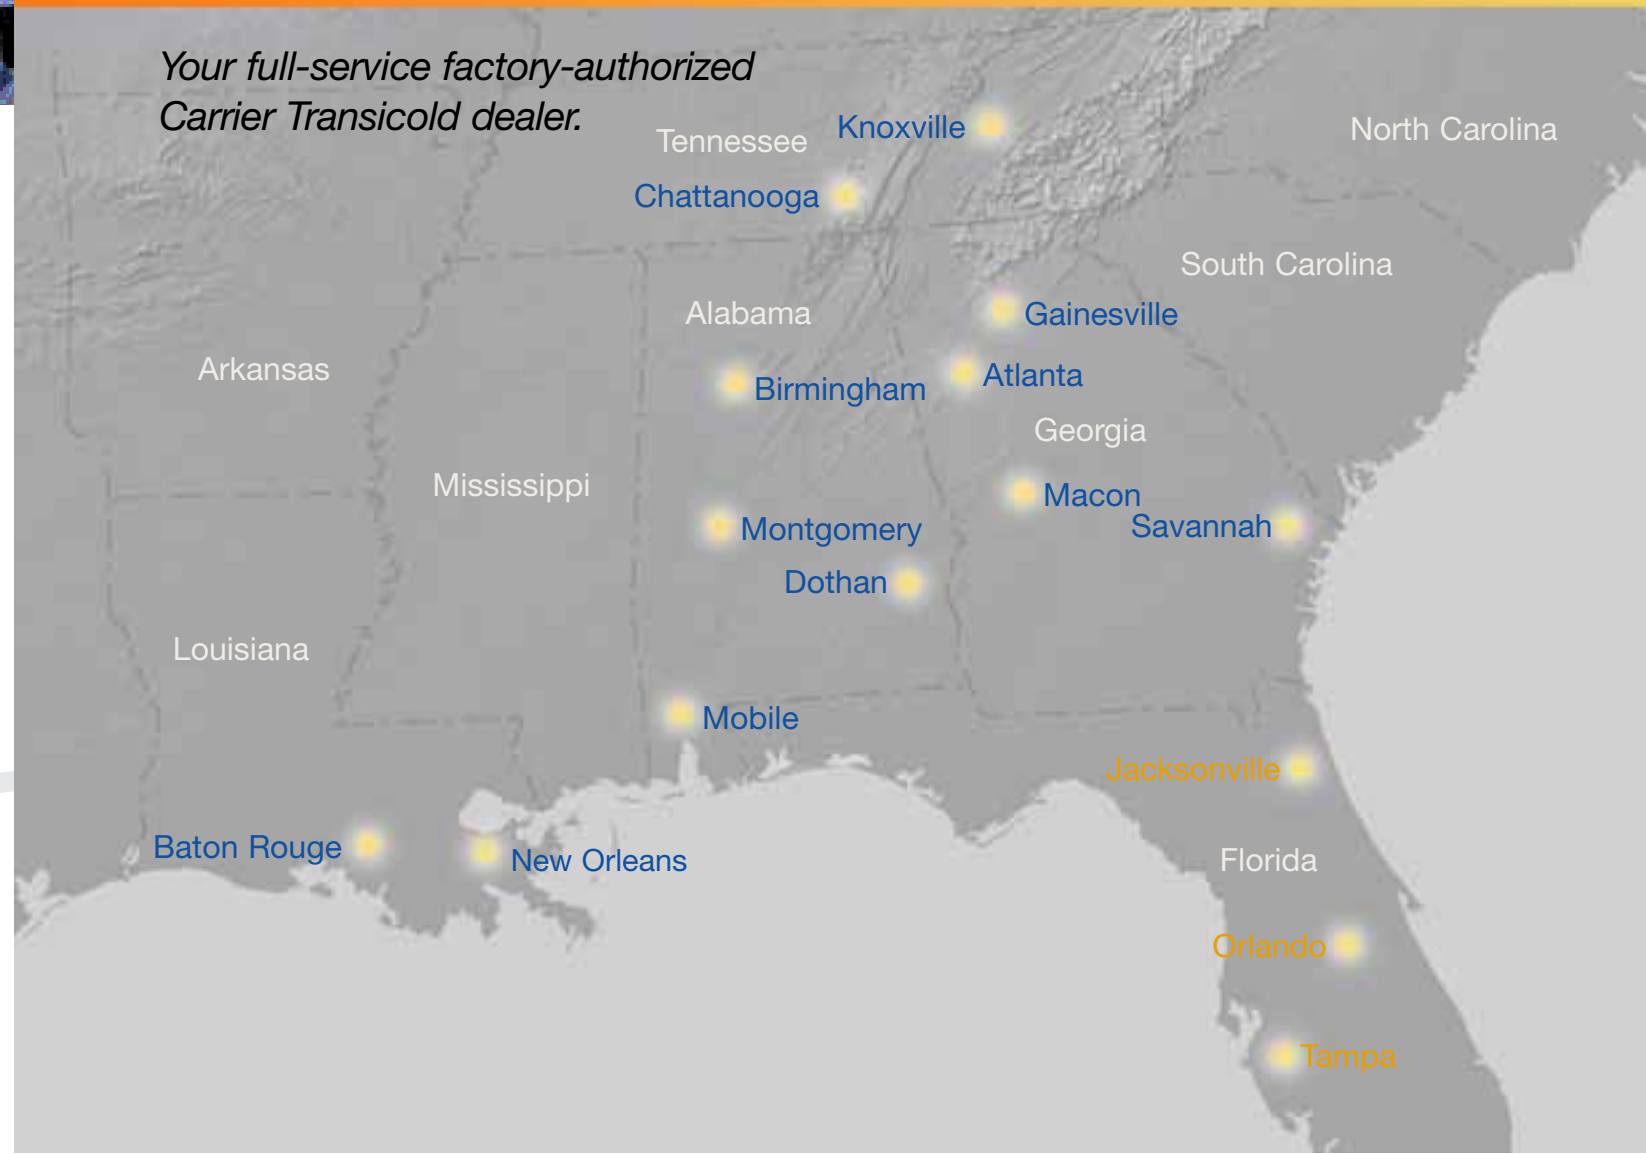 Your full-service factory-authorized
Carrier Transicold dealer.
Tennessee
Knoxville
North Carolina
Chattanooga
South Carolina
Alabama
Gainesville
Arkansas
Birmingham
Atlanta
Georgia
Mississippi
Macon
Montgomery
Savannah
Dothan
Louisiana
Mobile
Jacksonville
Baton Rouge
New Orleans
Florida
Orlando
Tampa